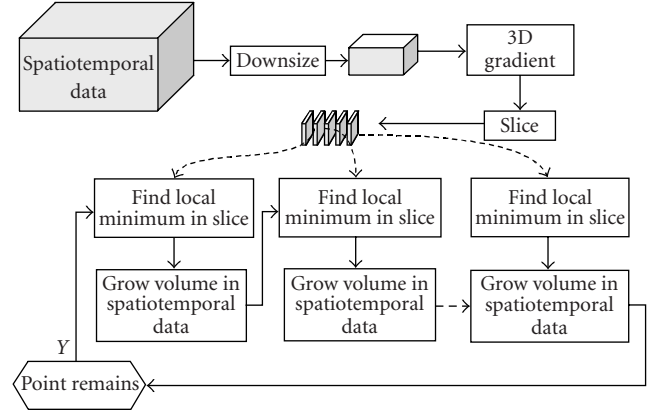 Spatiotemporal
data
Downsize
3D
gradient
Slice
Find local
minimum in slice
Find local
minimum in slice
Find local
minimum in slice
Grow volume in
spatiotemporal
data
Grow volume in
spatiotemporal
data
Grow volume in
spatiotemporal
data
Y
Point remains